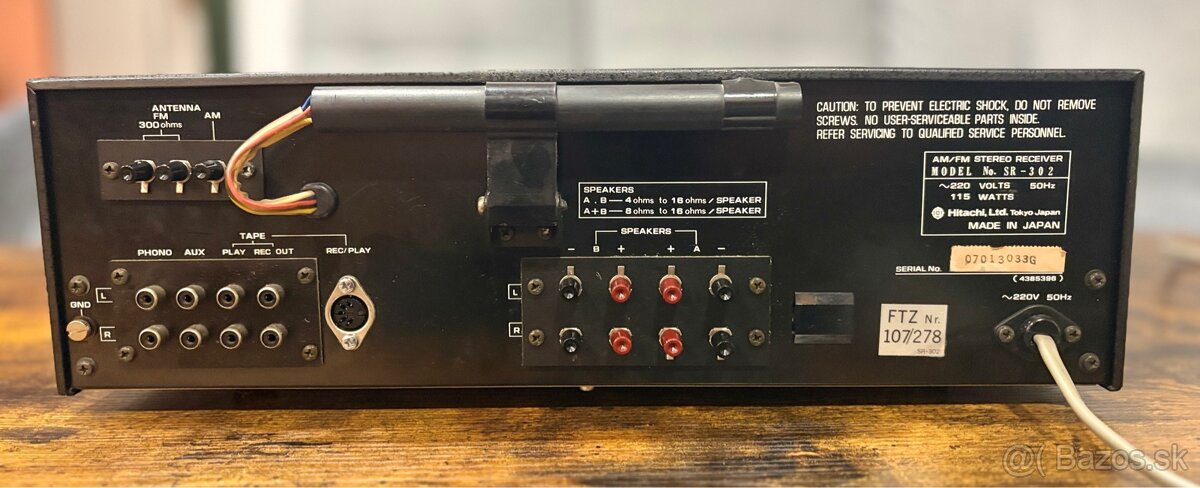 ANTENNA
FM AM
300 ohms
CAUTION: TO PREVENT ELECTRIC SHOCK, DO NOT REMOVE
SCREWS. NO USER-SERVICEABLE PARTS INSIDE.
REFER SERVICING TO QUALIFIED SERVICE PERSONNEL.
AM/FM STEREO RECEIVER
MODEL No. SR-302
~220 VOLTS 50Hz
115 WATTS
Hitachi, Ltd. Tokyo Japan
MADE IN JAPAN
SPEAKERS
A . B — 4 ohms to 16 ohms / SPEAKER
A + B — 8 ohms to 16 ohms / SPEAKER
SPEAKERS
− B + + A −
L
R
TAPE
PHONO AUX PLAY REC OUT REC/PLAY
L
GND
R
SERIAL No. 07013033G
(4385396)
~220V 50Hz
FTZ Nr.
107/278
SR-302
@( Bazos.sk